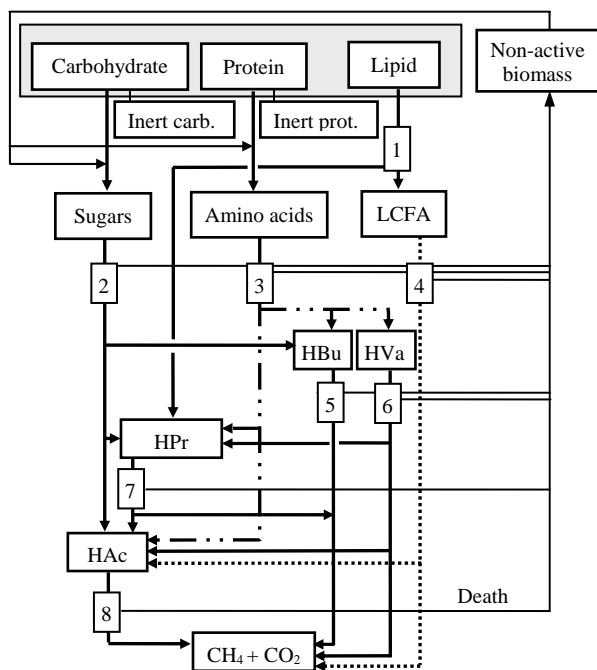 Carbohydrate
Protein
Lipid
Non-active
biomass
Inert carb.
Inert prot.
1
Sugars
Amino acids
LCFA
2
3
4
HBu
HVa
5
6
HPr
7
HAc
8
Death
CH₄ + CO₂